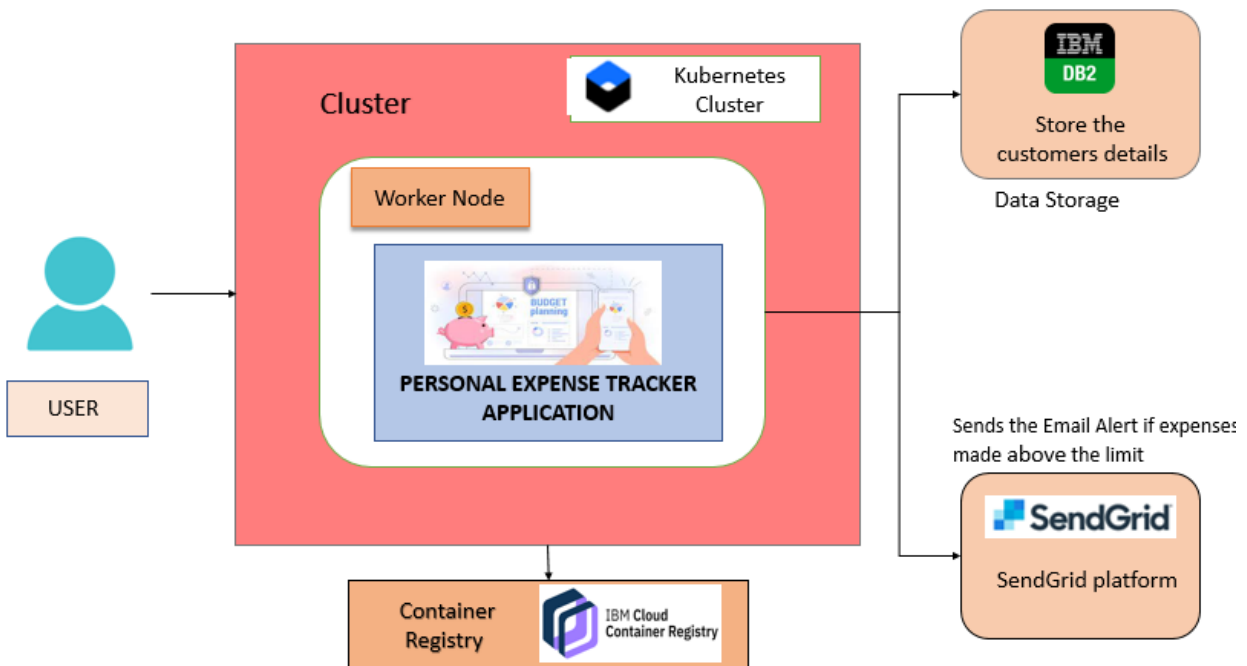 Cluster
Kubernetes
Cluster
Worker Node
BUDGET
planning
$
PERSONAL EXPENSE TRACKER
APPLICATION
USER
IBM
DB2
Store the
customers details
Data Storage
Sends the Email Alert if expenses
made above the limit
SendGrid
SendGrid platform
Container
Registry
IBM Cloud
Container Registry